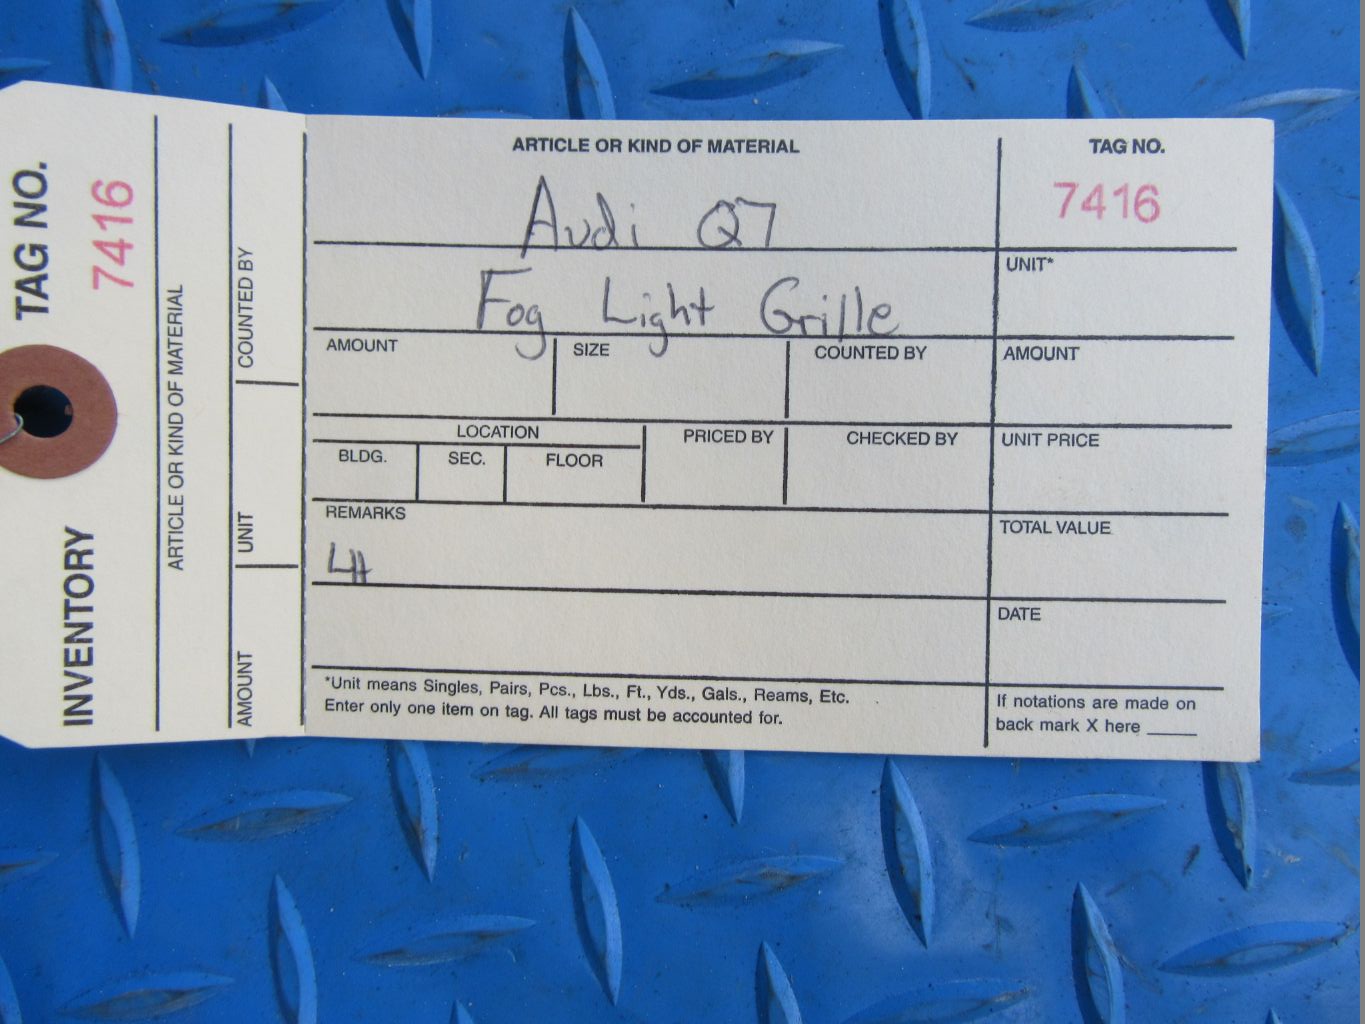 TAG NO.
7416
INVENTORY
ARTICLE OR KIND OF MATERIAL
COUNTED BY
UNIT
AMOUNT
ARTICLE OR KIND OF MATERIAL
TAG NO.
Audi Q7
7416
Fog Light Grille
UNIT*
AMOUNT
SIZE
COUNTED BY
AMOUNT
LOCATION
PRICED BY
CHECKED BY
UNIT PRICE
BLDG.
SEC.
FLOOR
REMARKS
TOTAL VALUE
LH
DATE
*Unit means Singles, Pairs, Pcs., Lbs., Ft., Yds., Gals., Reams, Etc.
Enter only one item on tag. All tags must be accounted for.
If notations are made on
back mark X here